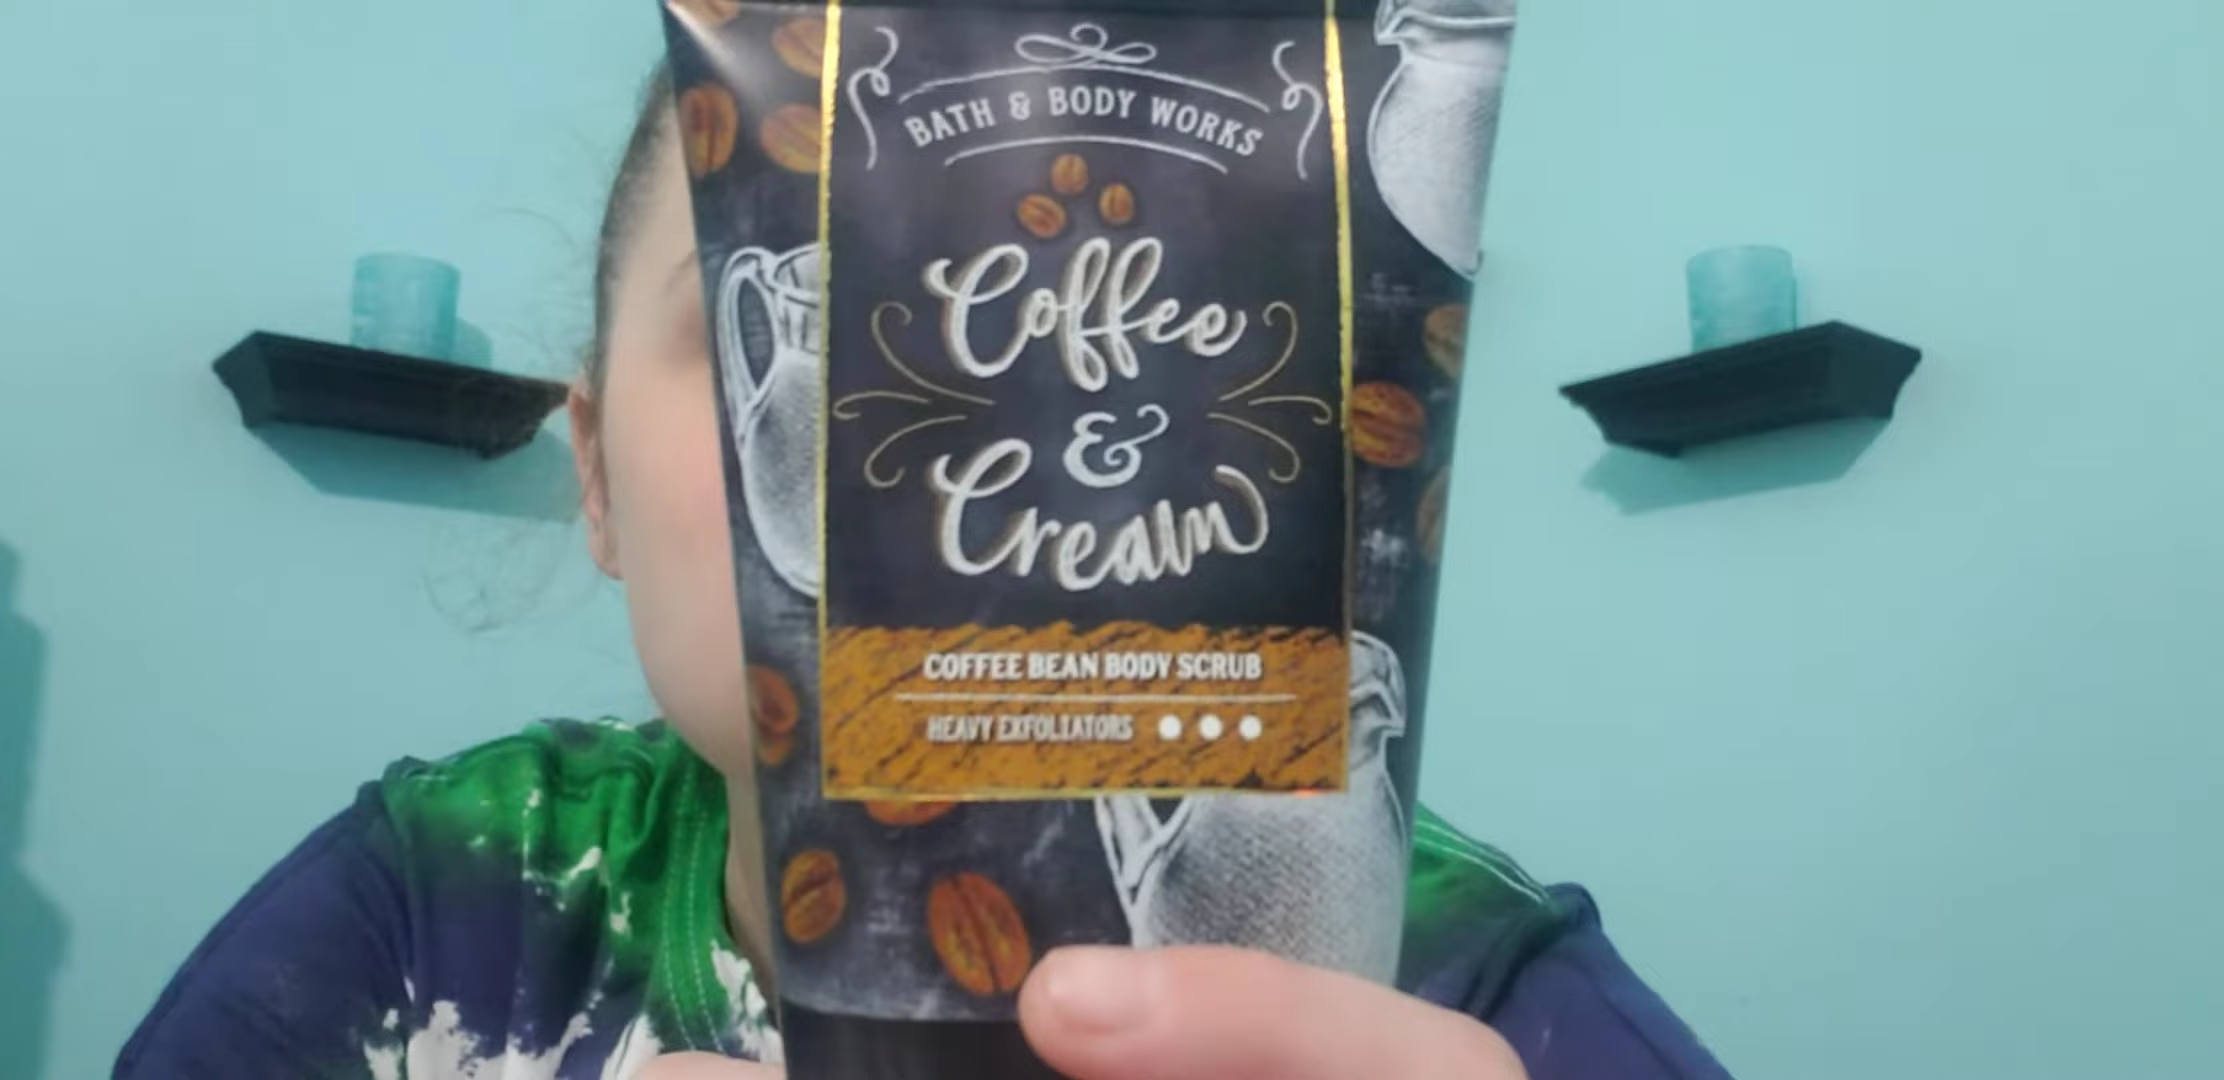 BATH & BODY WORKS
Coffee
&
Cream
COFFEE BEAN BODY SCRUB
HEAVY EXFOLIATORS